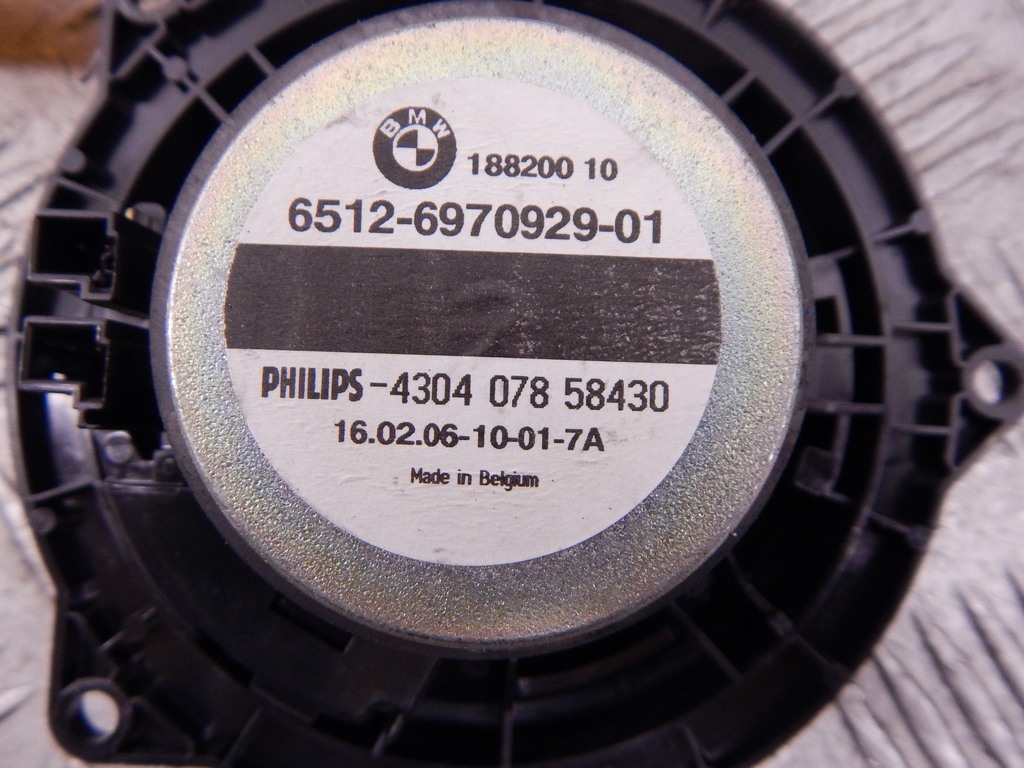 BMW
188200 10
6512-6970929-01
PHILIPS -4304 078 58430
16.02.06-10-01-7A
Made in Belgium